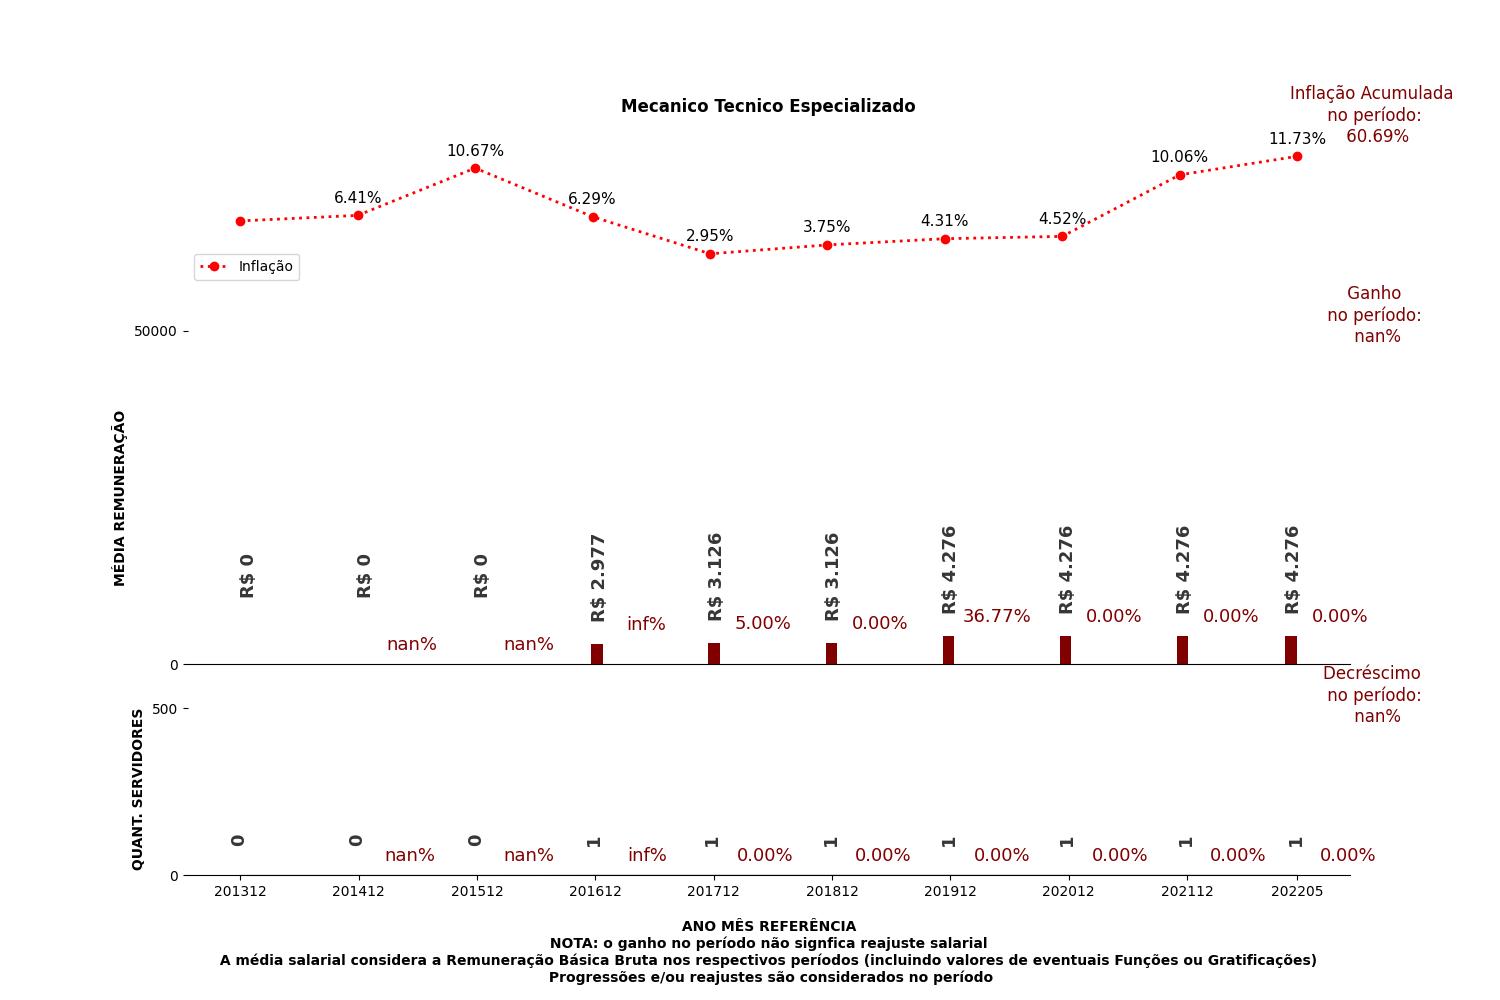 Mecanico Tecnico Especializado
Inflação Acumulada
no período:
60.69%
6.41%
10.67%
6.29%
2.95%
3.75%
4.31%
4.52%
10.06%
11.73%
Inflação
Ganho
no período:
nan%
50000
0
MÉDIA REMUNERAÇÃO
R$ 0
R$ 0
R$ 0
R$ 2.977
R$ 3.126
R$ 3.126
R$ 4.276
R$ 4.276
R$ 4.276
R$ 4.276
nan%
nan%
inf%
5.00%
0.00%
36.77%
0.00%
0.00%
0.00%
Decréscimo
no período:
nan%
500
0
QUANT. SERVIDORES
0
0
0
1
1
1
1
1
1
1
nan%
nan%
inf%
0.00%
0.00%
0.00%
0.00%
0.00%
0.00%
201312
201412
201512
201612
201712
201812
201912
202012
202112
202205
ANO MÊS REFERÊNCIA
NOTA: o ganho no período não signfica reajuste salarial
A média salarial considera a Remuneração Básica Bruta nos respectivos períodos (incluindo valores de eventuais Funções ou Gratificações)
Progressões e/ou reajustes são considerados no período